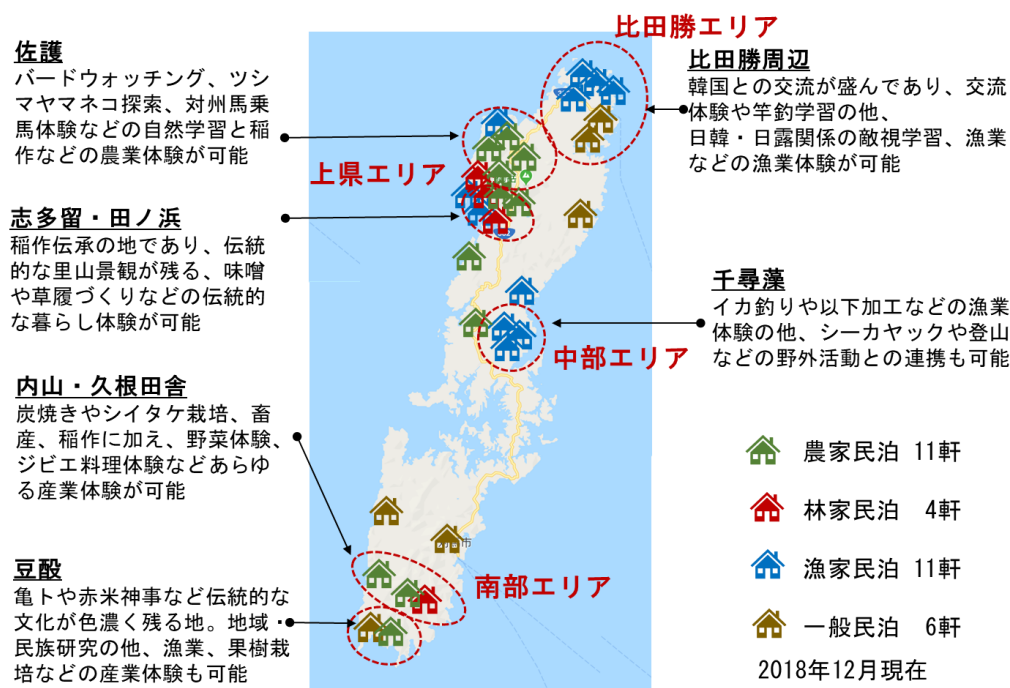 比田勝エリア
佐護
バードウォッチング、ツシ
マヤマネコ探索、対州馬乗
馬体験などの自然学習と稲
作などの農業体験が可能
比田勝周辺
韓国との交流が盛んであり、交流
体験や竿釣学習の他、
日韓・日露関係の敵視学習、漁業
などの漁業体験が可能
上県エリア
志多留・田ノ浜
稲作伝承の地であり、伝統
的な里山景観が残る、味噌
や草履づくりなどの伝統的
な暮らし体験が可能
千尋藻
イカ釣りや以下加工などの漁業
体験の他、シーカヤックや登山
などの野外活動との連携も可能
中部エリア
内山・久根田舎
炭焼きやシイタケ栽培、畜
産、稲作に加え、野菜体験、
ジビエ料理体験などあらゆ
る産業体験が可能
農家民泊 11軒
林家民泊 4軒
漁家民泊 11軒
一般民泊 6軒
2018年12月現在
市
南部エリア
豆酘
亀トや赤米神事など伝統的な
文化が色濃く残る地。地域・
民族研究の他、漁業、果樹栽
培などの産業体験も可能